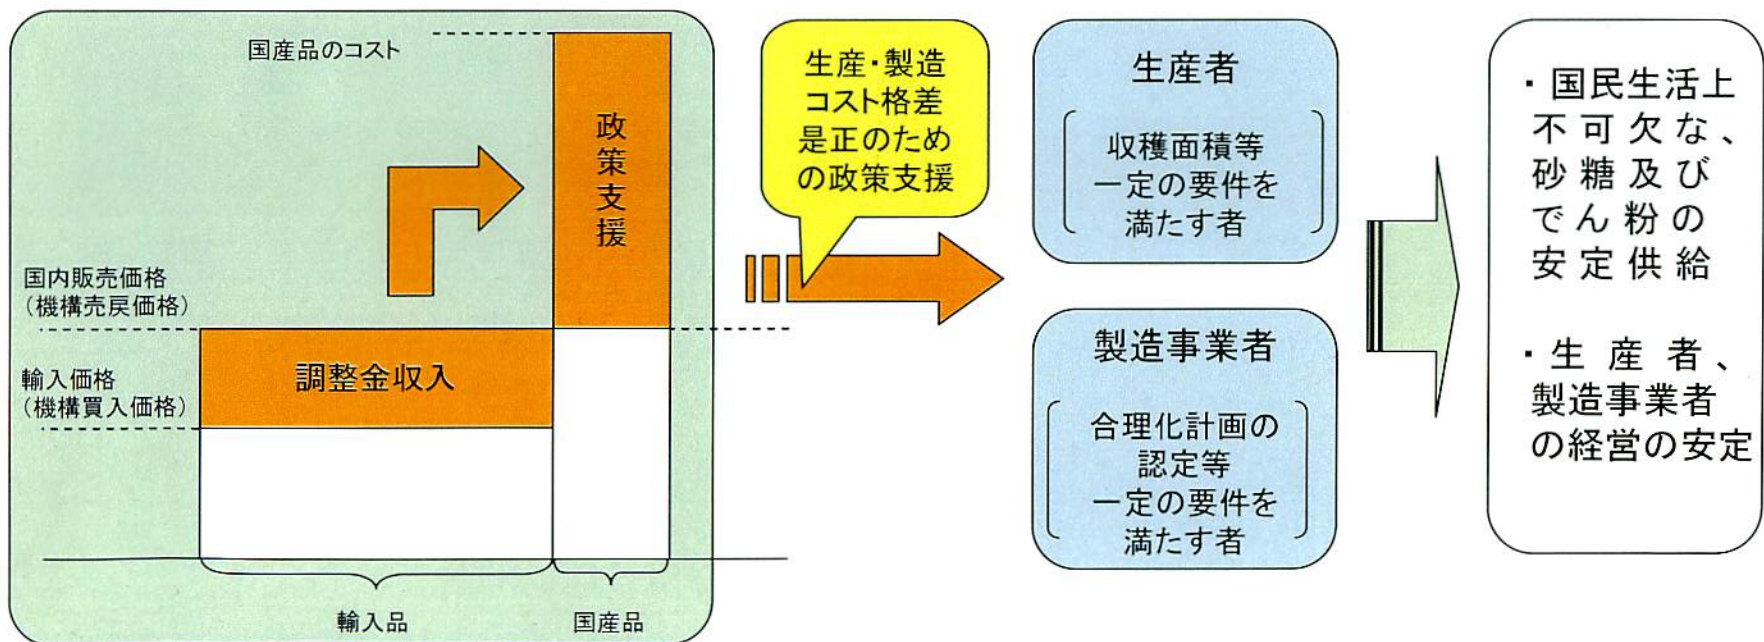 国産品のコスト
政策支援
国内販売価格
（機構売戻価格）
調整金収入
輸入価格
（機構買入価格）
輸入品
国産品
生産・製造
コスト格差
是正のため
の政策支援
生産者
収穫面積等
一定の要件を
満たす者
製造事業者
合理化計画の
認定等
一定の要件を
満たす者
・国民生活上
不可欠な、
砂糖及び
でん粉の
安定供給
・生産者、
製造事業者
の経営の安定